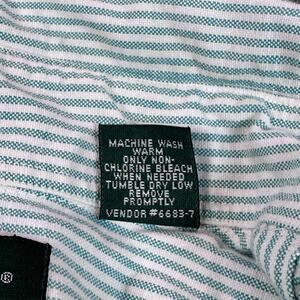 MACHINE WASH
WARM
ONLY NON-
CHLORINE BLEACH
WHEN NEEDED
TUMBLE DRY LOW
REMOVE
PROMPTLY
VENDOR #6683-7
®